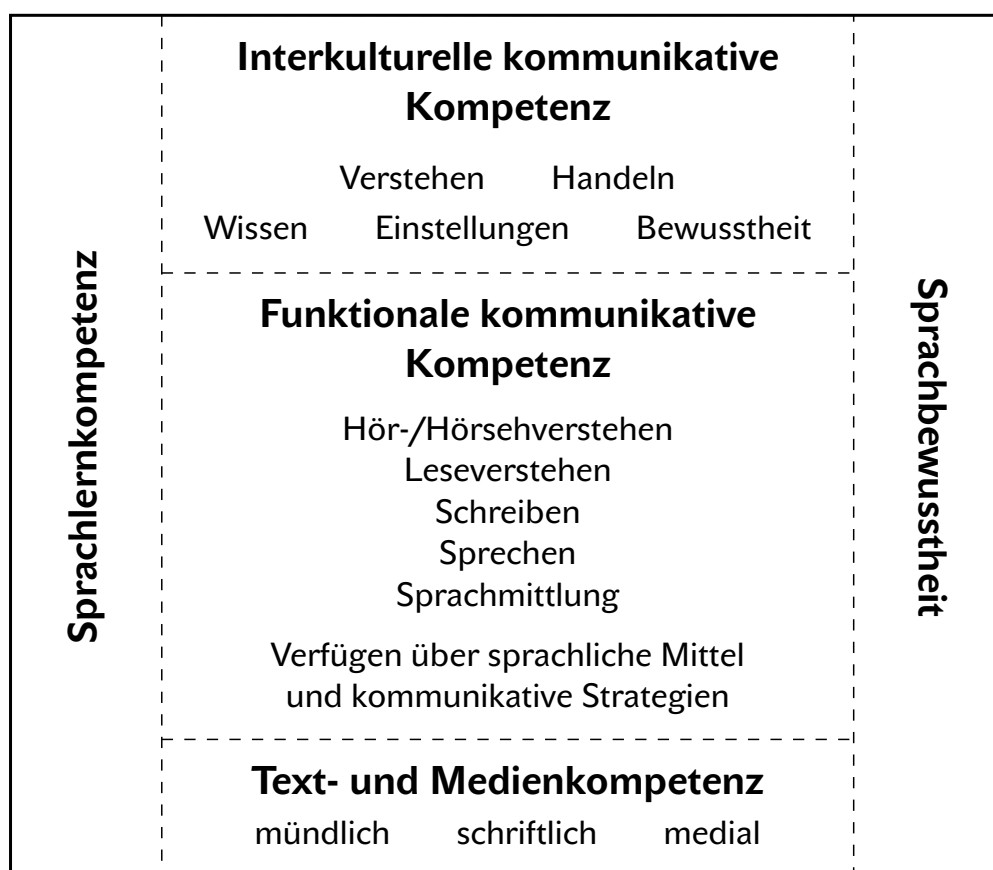 Sprachlernkompetenz
Interkulturelle kommunikative
Kompetenz
Verstehen Handeln
Wissen Einstellungen Bewusstheit
Funktionale kommunikative
Kompetenz
Hör-/Hörsehverstehen
Leseverstehen
Schreiben
Sprechen
Sprachmittlung
Verfügen über sprachliche Mittel
und kommunikative Strategien
Text- und Medienkompetenz
mündlich schriftlich medial
Sprachbewusstheit